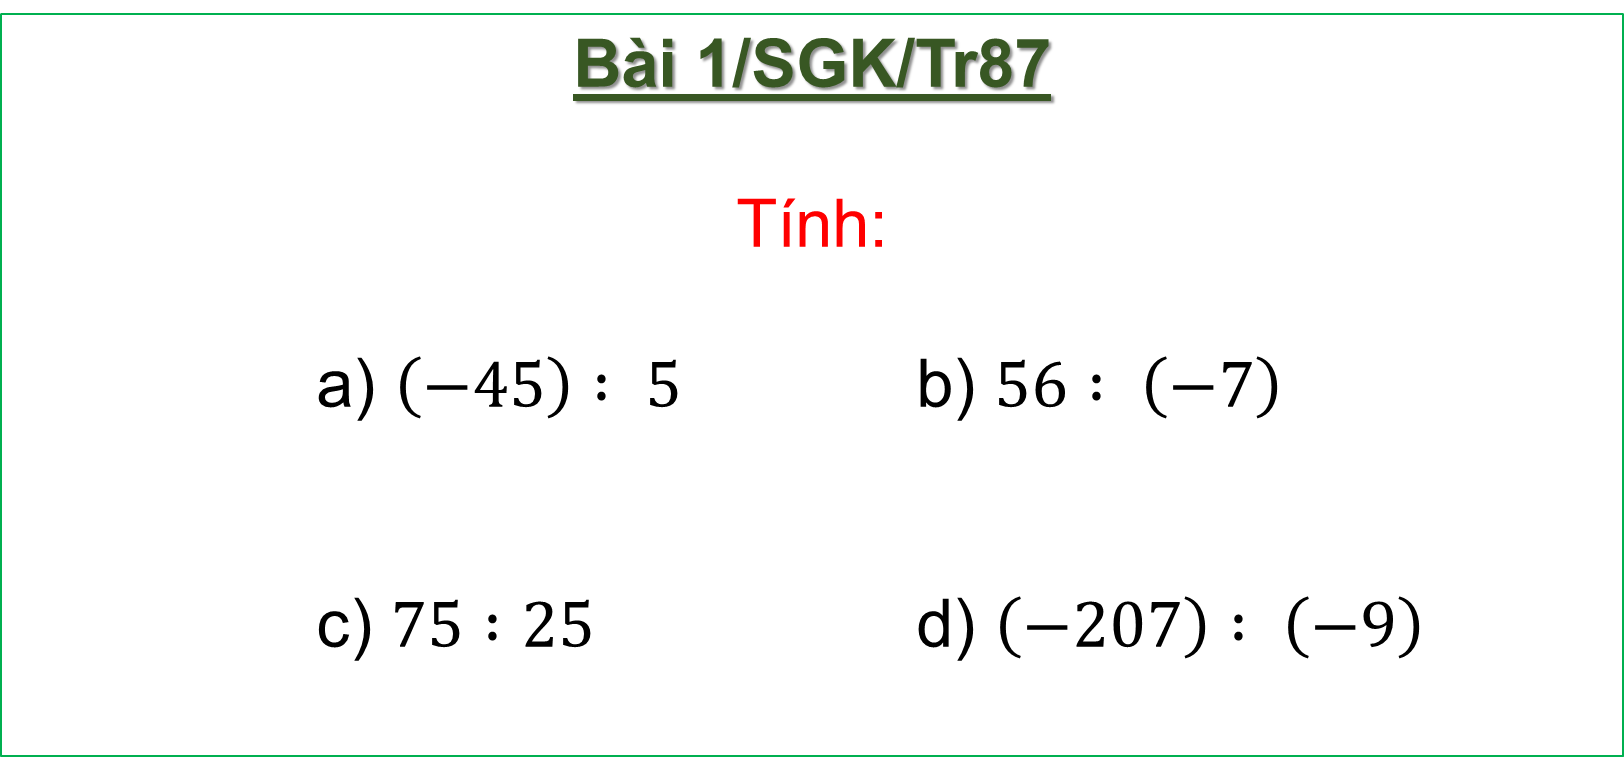 Bài 1/SGK/Tr87
Tính:
a) (−45) : 5 b) 56 : (−7)
c) 75 : 25 d) (−207) : (−9)